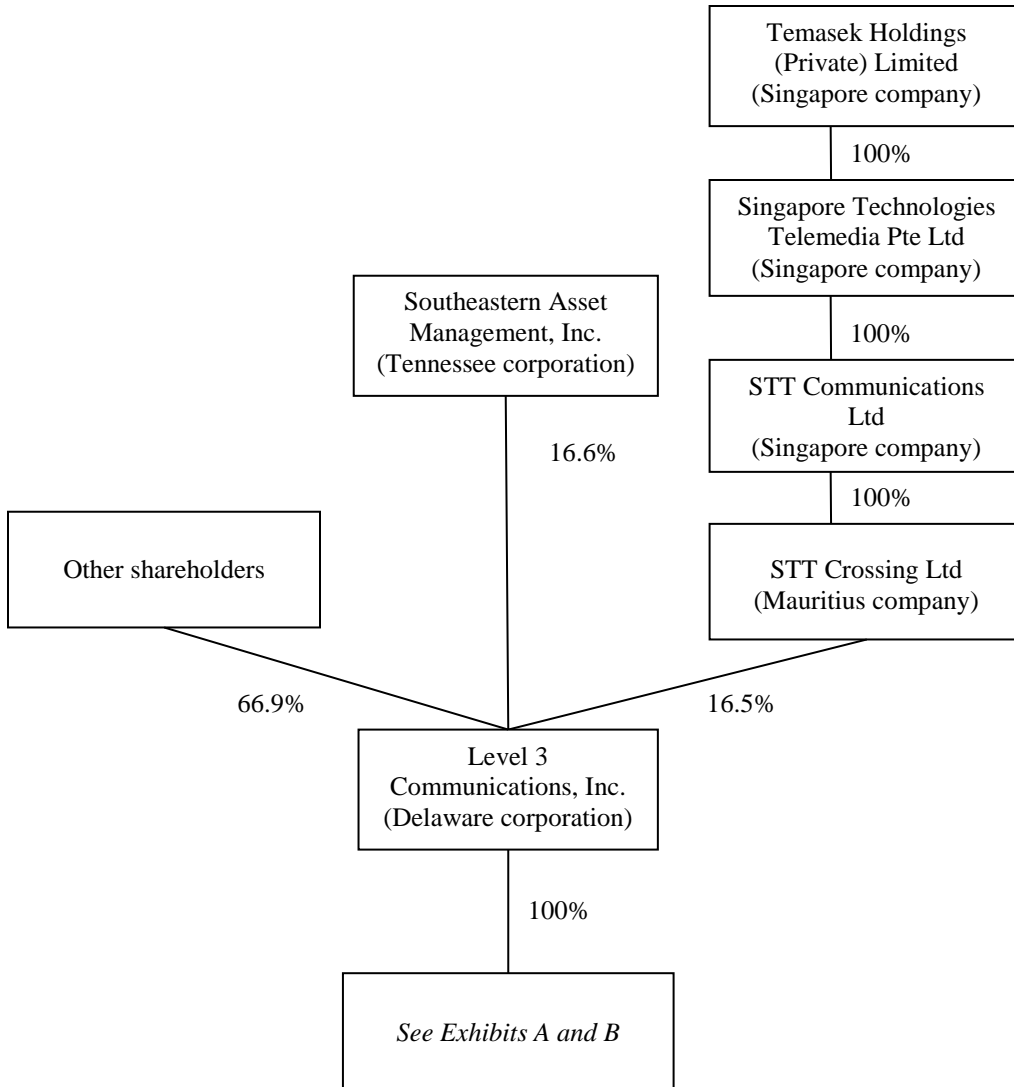 Temasek Holdings
(Private) Limited
(Singapore company)
100%
Singapore Technologies
Telemedia Pte Ltd
(Singapore company)
Southeastern Asset
Management, Inc.
(Tennessee corporation)
100%
STT Communications
Ltd
(Singapore company)
16.6%
100%
Other shareholders
STT Crossing Ltd
(Mauritius company)
66.9%
16.5%
Level 3
Communications, Inc.
(Delaware corporation)
100%
See Exhibits A and B